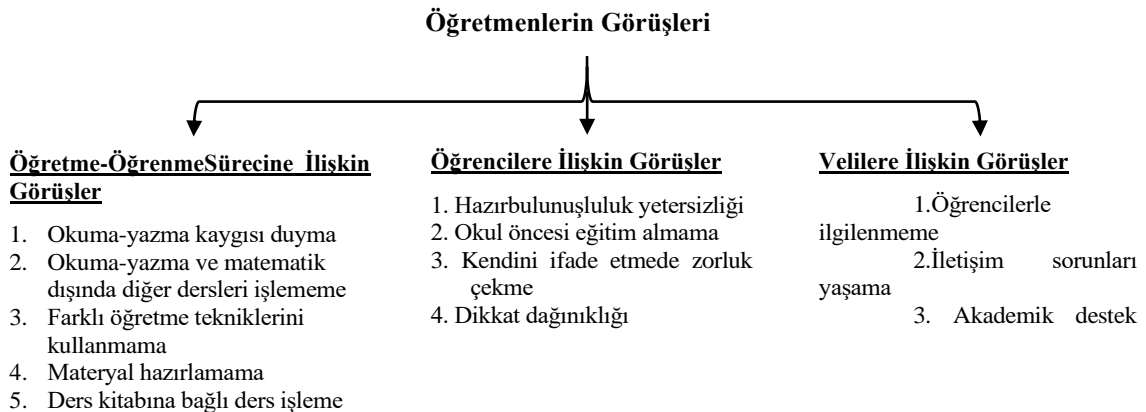 Öğretmenlerin Görüşleri
Öğretme-ÖğrenmeSürecine İlişkin
Görüşler
1. Okuma-yazma kaygısı duyma
2. Okuma-yazma ve matematik
dışında diğer dersleri işlememe
3. Farklı öğretme tekniklerini
kullanmama
4. Materyal hazırlamama
5. Ders kitabına bağlı ders işleme
Öğrencilere İlişkin Görüşler
1. Hazırbulunuşluluk yetersizliği
2. Okul öncesi eğitim almama
3. Kendini ifade etmede zorluk
çekme
4. Dikkat dağınıklığı
Velilere İlişkin Görüşler
1.Öğrencilerle
ilgilenmeme
2.İletişim sorunları
yaşama
3. Akademik destek